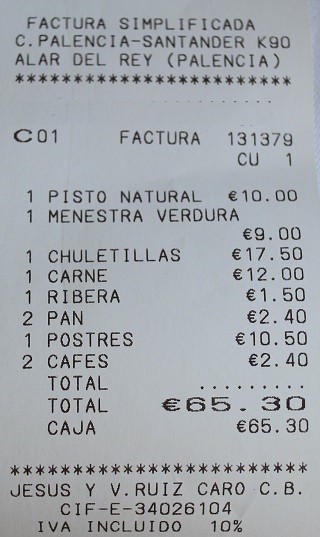 FACTURA SIMPLIFICADA
C.PALENCIA-SANTANDER K90
ALAR DEL REY (PALENCIA)
************************
C01 FACTURA 131379
CU 1
1 PISTO NATURAL €10.00
1 MENESTRA VERDURA
€9.00
1 CHULETILLAS €17.50
1 CARNE €12.00
1 RIBERA €1.50
2 PAN €2.40
1 POSTRES €10.50
2 CAFES €2.40
TOTAL .........
TOTAL €65.30
CAJA €65.30
**************************
JESUS Y V.RUIZ CARO C.B.
CIF-E-34026104
IVA INCLUIDO 10%